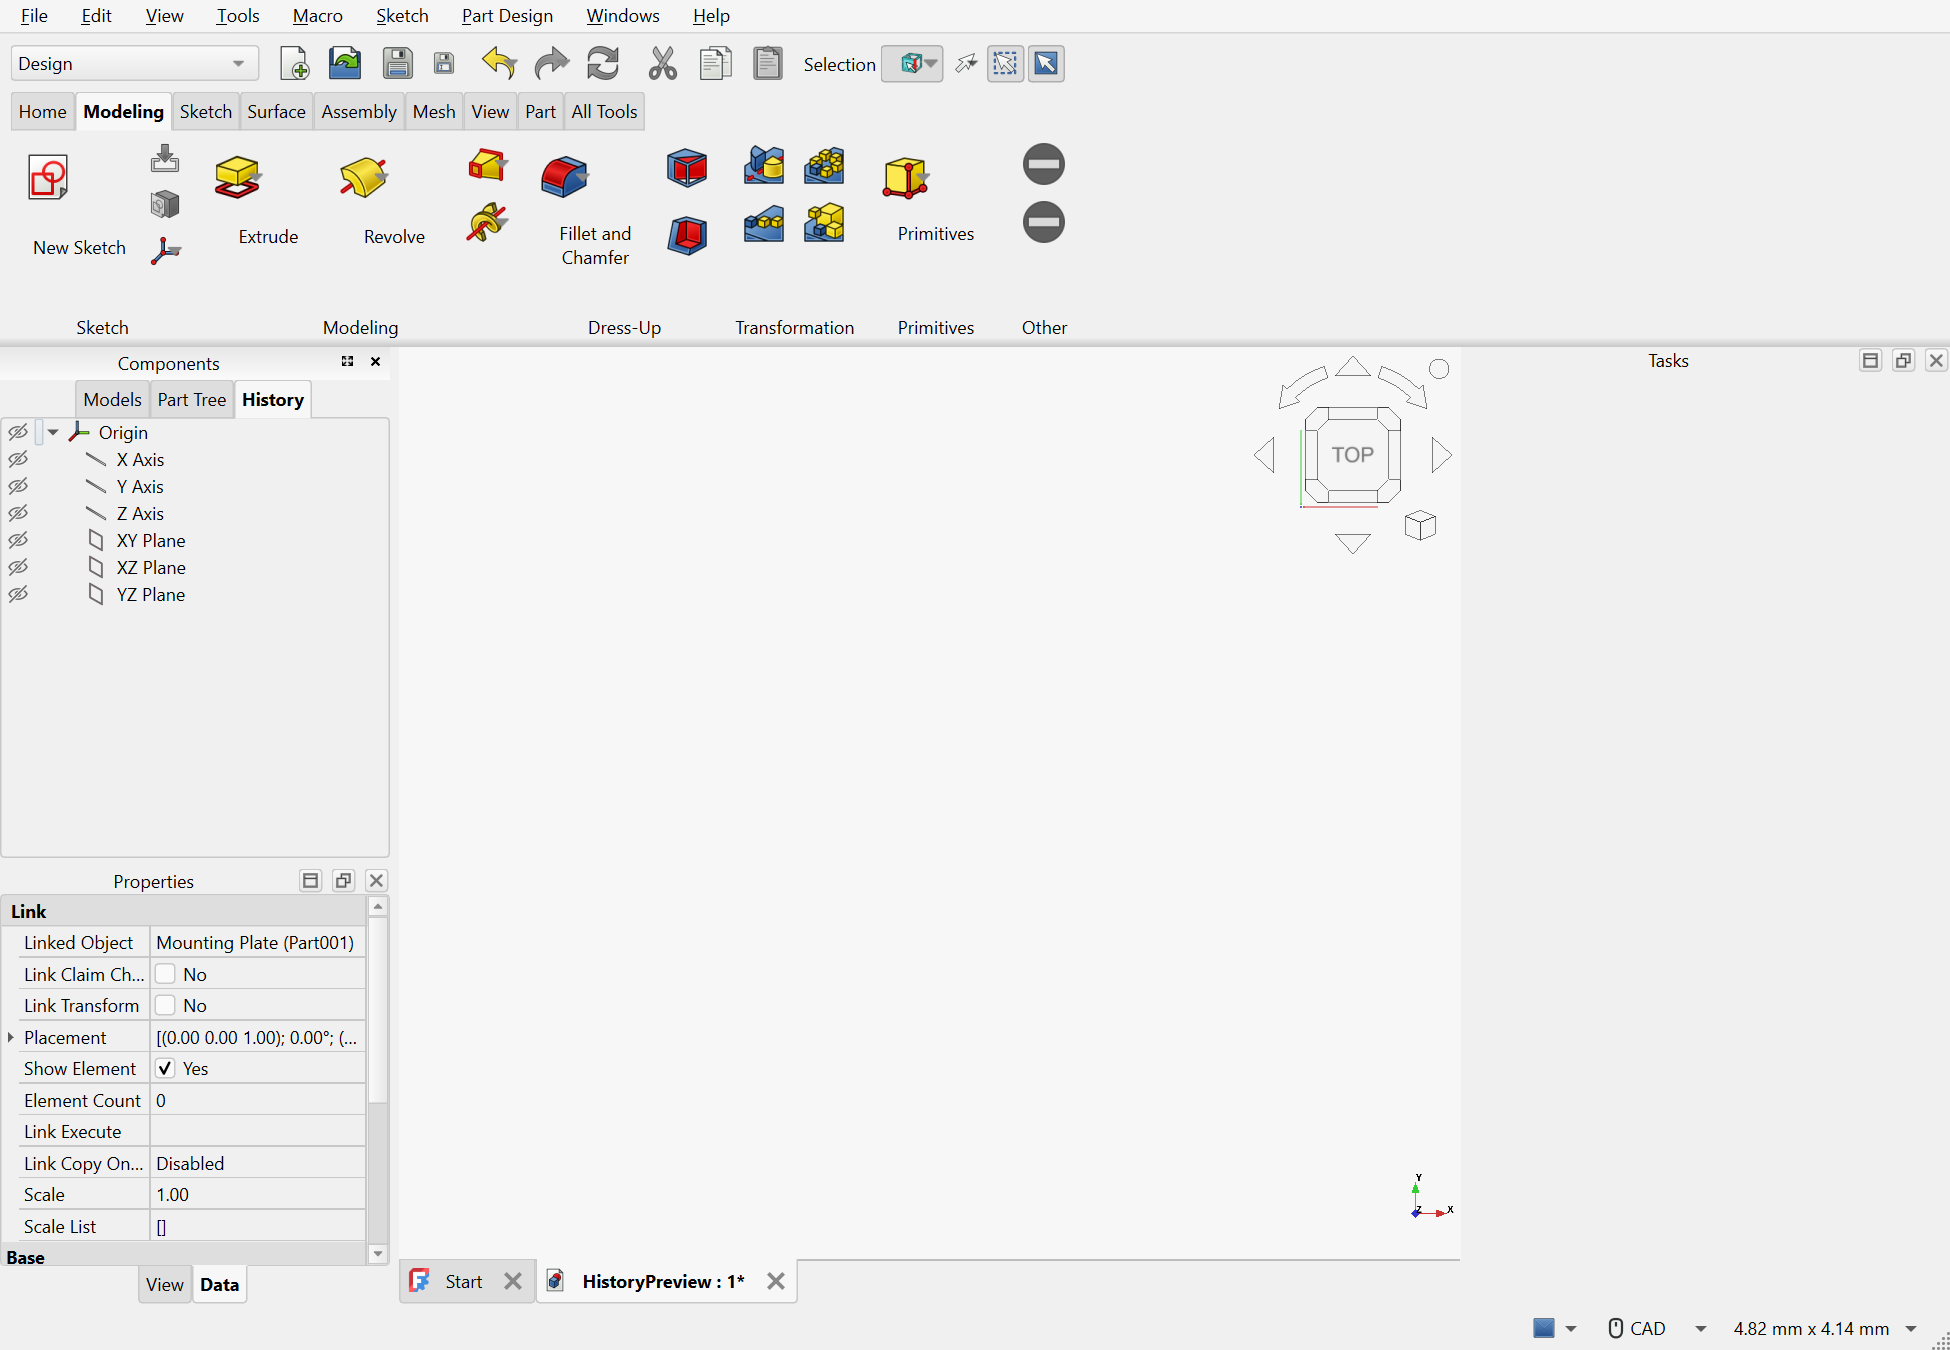 File Edit View Tools Macro Sketch Part Design Windows Help
Design Selection
Home Modeling Sketch Surface Assembly Mesh View Part All Tools
New Sketch Extrude Revolve Fillet and Chamfer Primitives
Sketch Modeling Dress-Up Transformation Primitives Other
Components
Models Part Tree History
Origin
X Axis
Y Axis
Z Axis
XY Plane
XZ Plane
YZ Plane
TOP
Tasks
Properties
Link
Linked Object Mounting Plate (Part001)
Link Claim Ch... No
Link Transform No
Placement [(0.00 0.00 1.00); 0.00°; (...
Show Element Yes
Element Count 0
Link Execute
Link Copy On... Disabled
Scale 1.00
Scale List []
Base
View Data
Y
Z X
Start HistoryPreview : 1*
CAD 4.82 mm x 4.14 mm